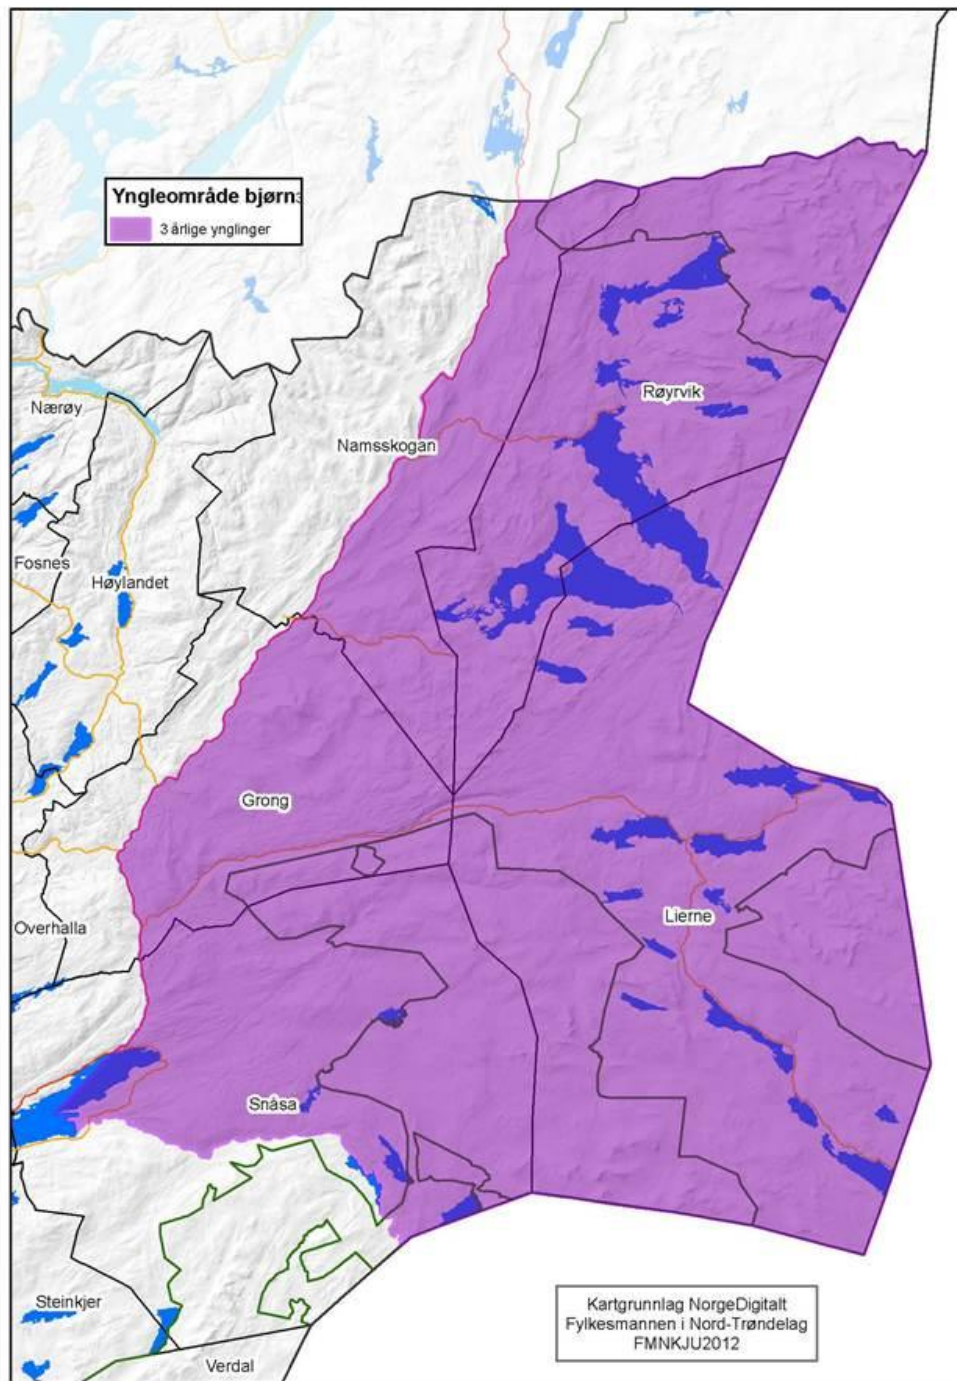 Yngleområde bjørn:
3 årlige ynglinger
Røyrvik
Nærøy
Namsskogan
Fosnes
Høylandet
Grong
Overhalla
Lierne
Snåsa
Steinkjer
Verdal
Kartgrunnlag NorgeDigitalt
Fylkesmannen i Nord-Trøndelag
FMNKJU2012